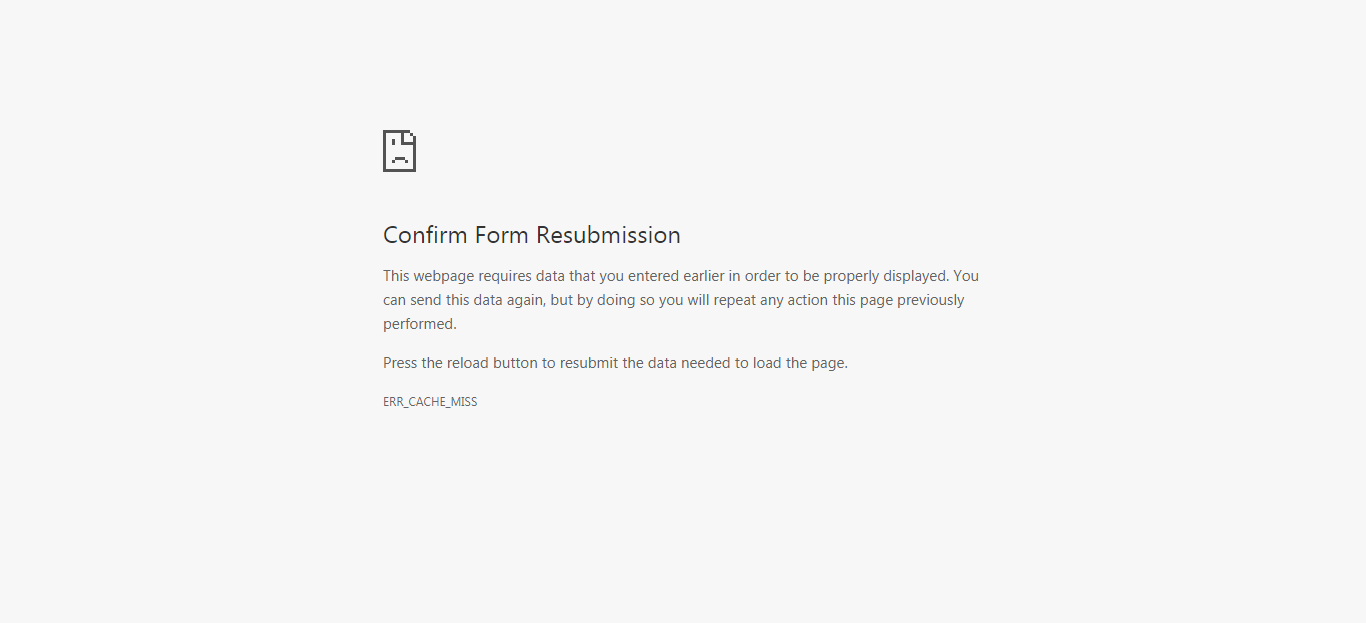 Confirm Form Resubmission
This webpage requires data that you entered earlier in order to be properly displayed. You
can send this data again, but by doing so you will repeat any action this page previously
performed.
Press the reload button to resubmit the data needed to load the page.
ERR_CACHE_MISS